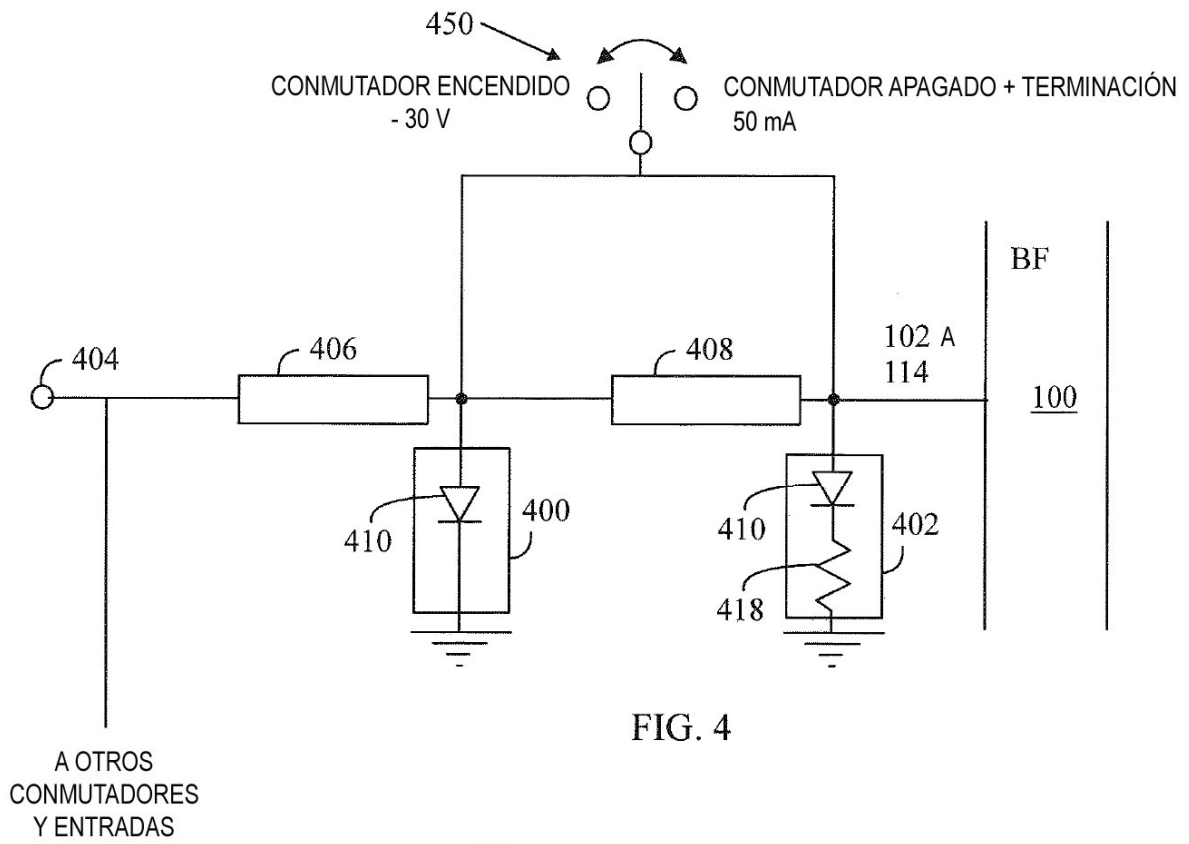 450
CONMUTADOR ENCENDIDO
- 30 V
CONMUTADOR APAGADO + TERMINACIÓN
50 mA
BF
102 A
114
404
406
408
100
410
400
410
402
418
FIG. 4
A OTROS
CONMUTADORES
Y ENTRADAS